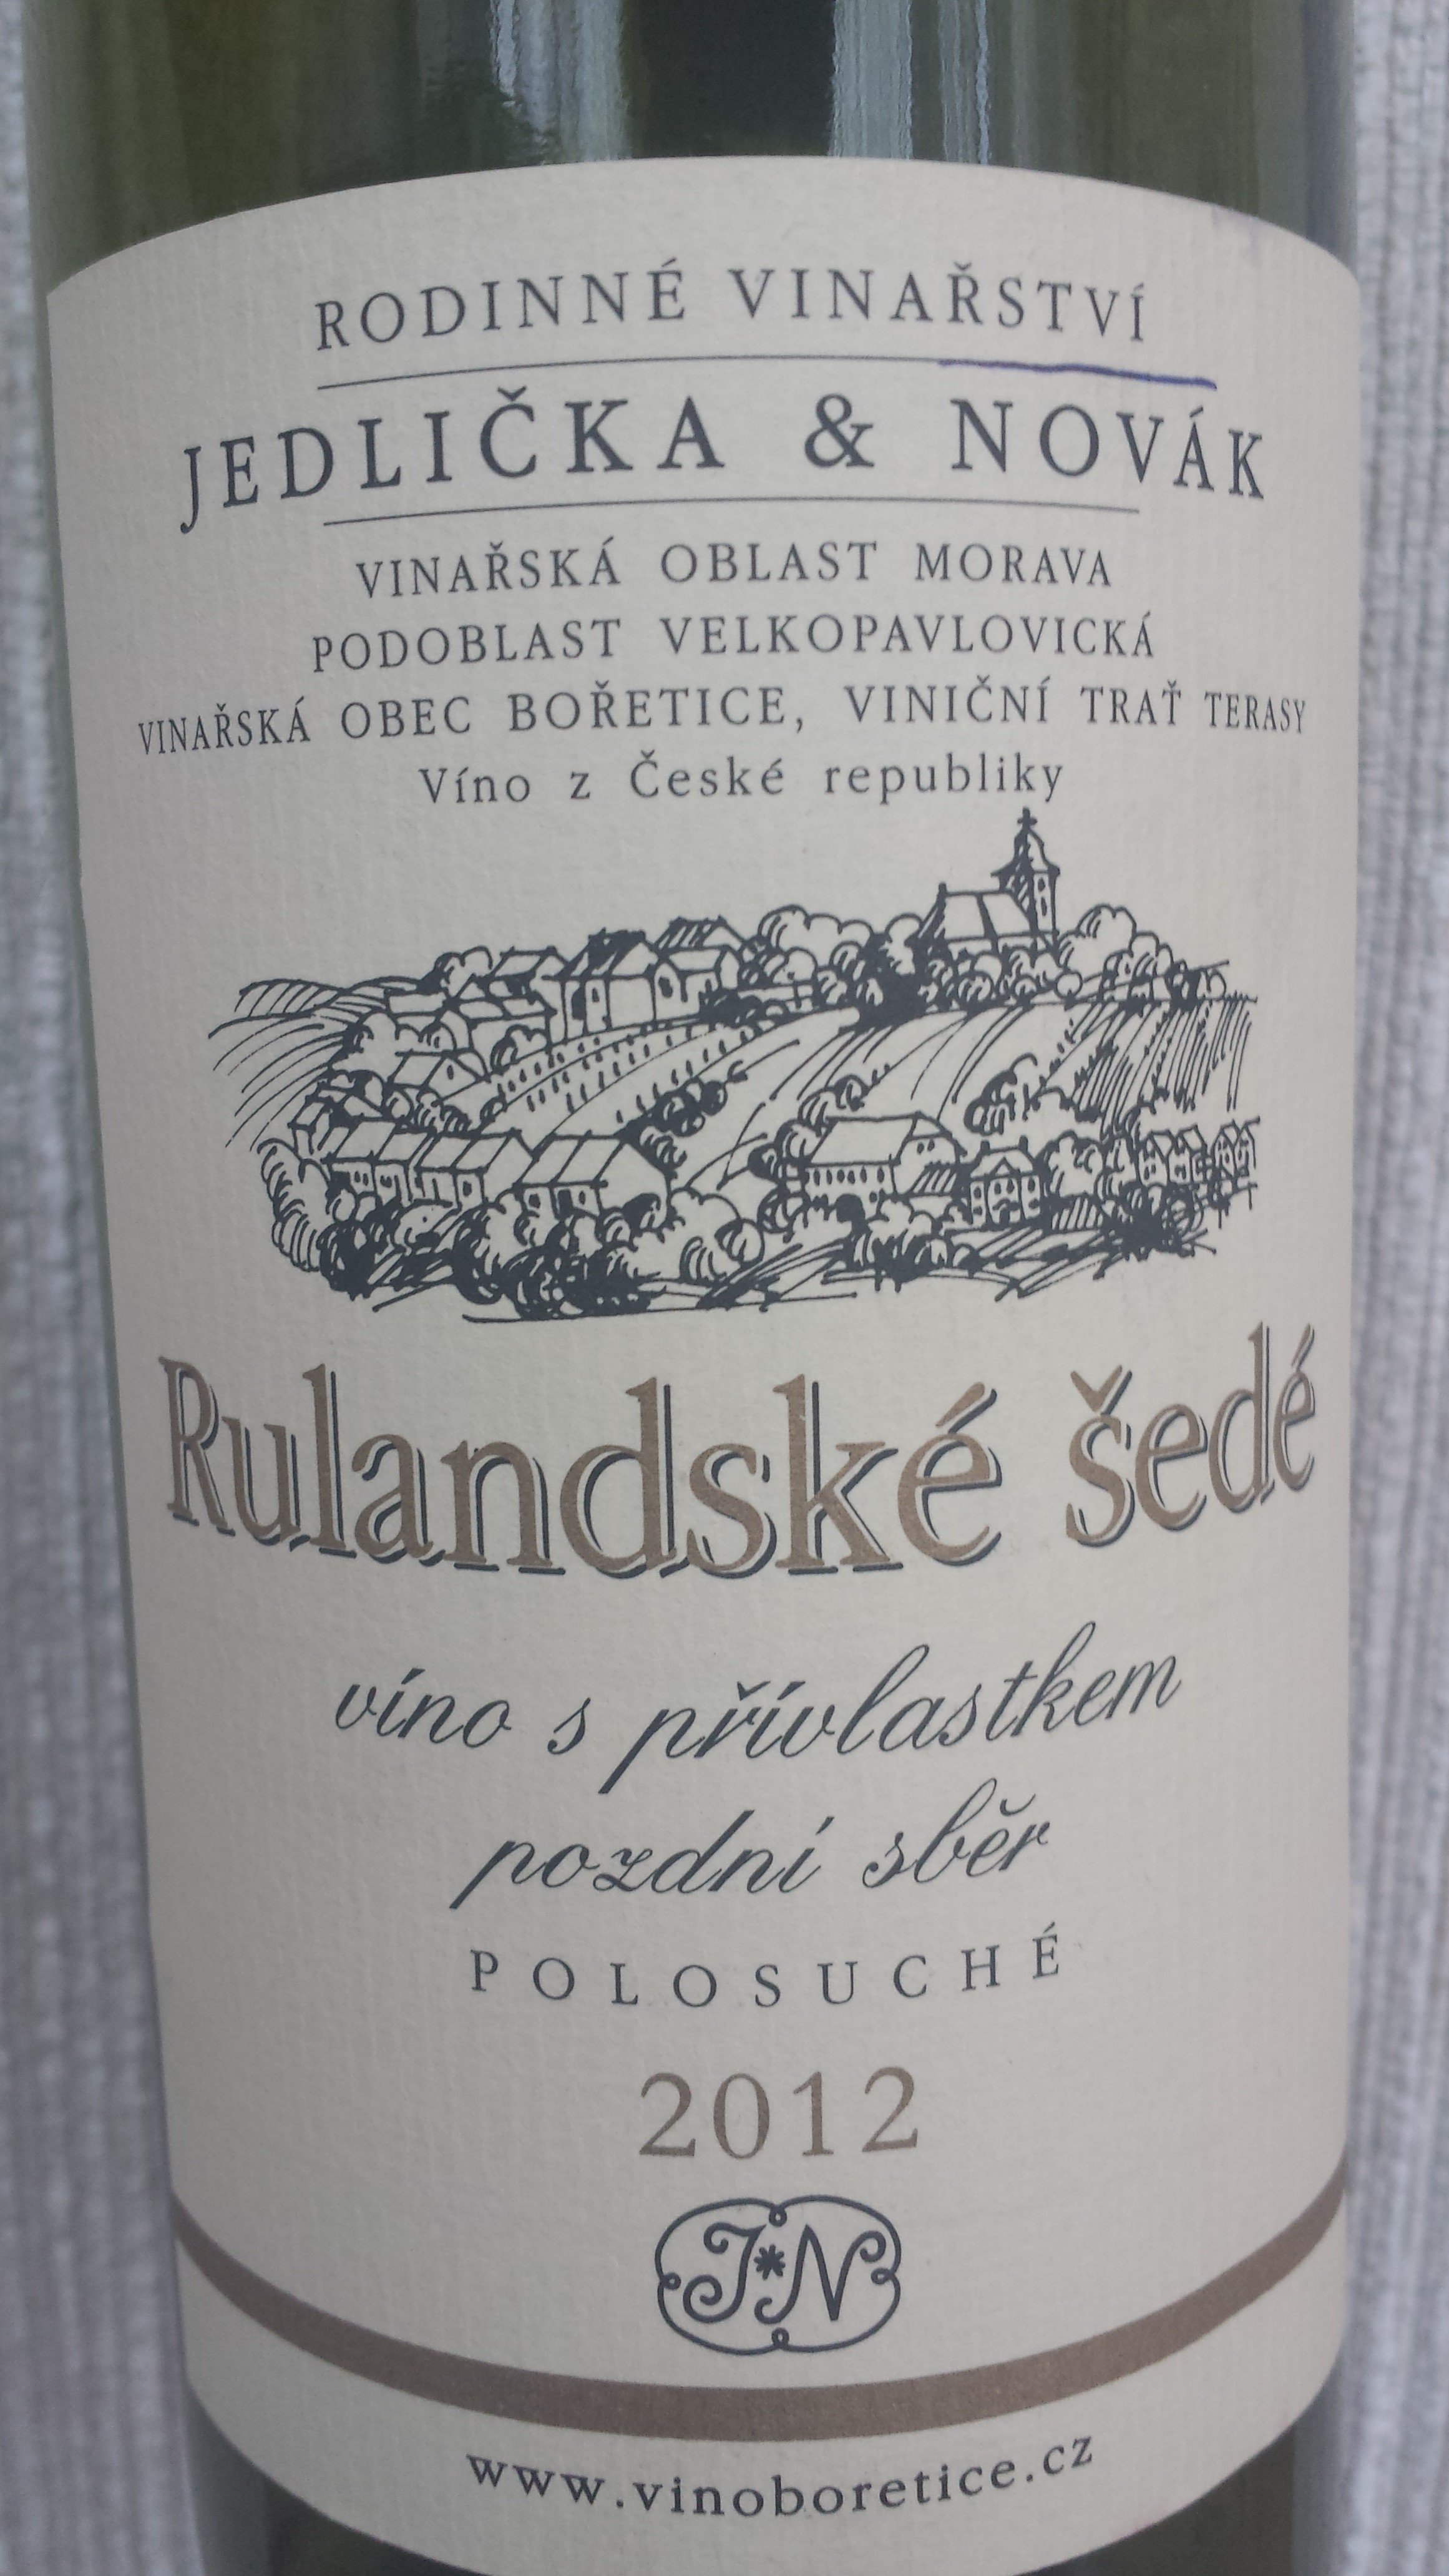 RODINNÉ VINAŘSTVÍ
JEDLIČKA & NOVÁK
VINAŘSKÁ OBLAST MORAVA
PODOBLAST VELKOPAVLOVICKÁ
VINAŘSKÁ OBEC BOŘETICE, VINIČNÍ TRAŤ TERASY
Víno z České republiky
Rulandské šedé
víno s přívlastkem
pozdní sběr
POLOSUCHÉ
2012
J*N
www.vinoboretice.cz